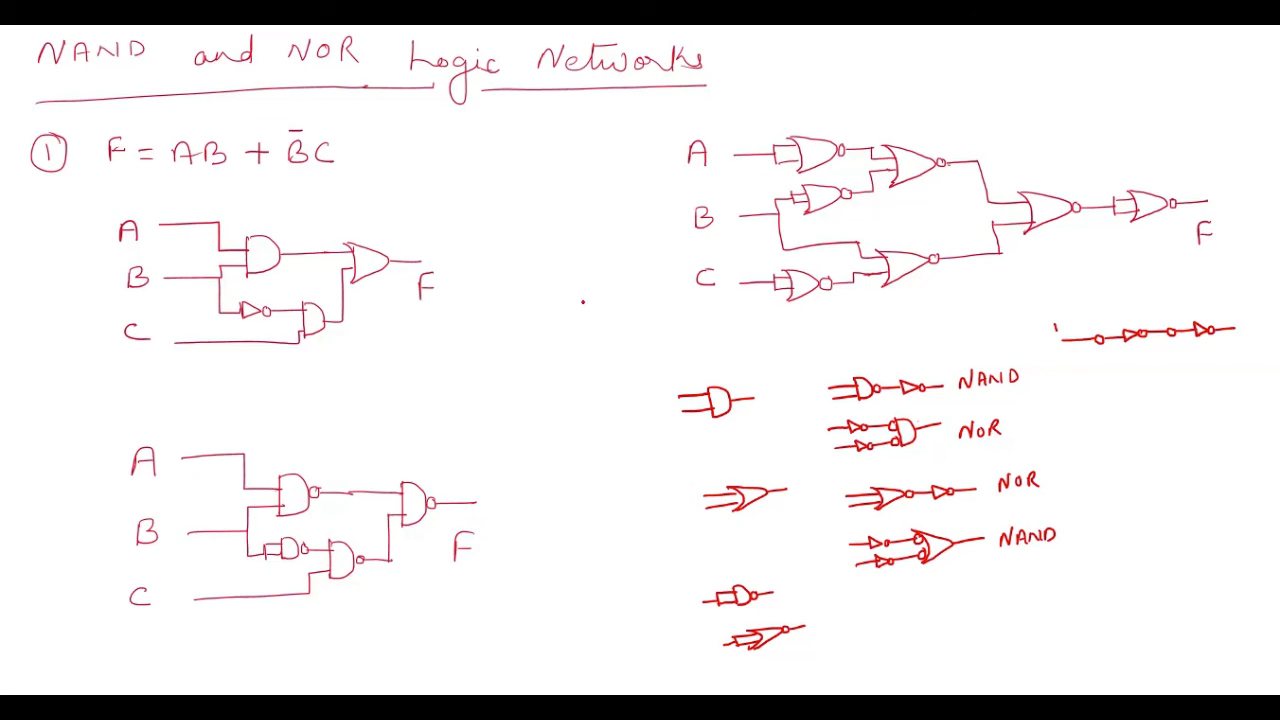 NAND and NOR Logic Networks
① F = AB + B̄C
A
B
C
F
A
B
C
F
A
B
C
F
NAND
NOR
NOR
NAND